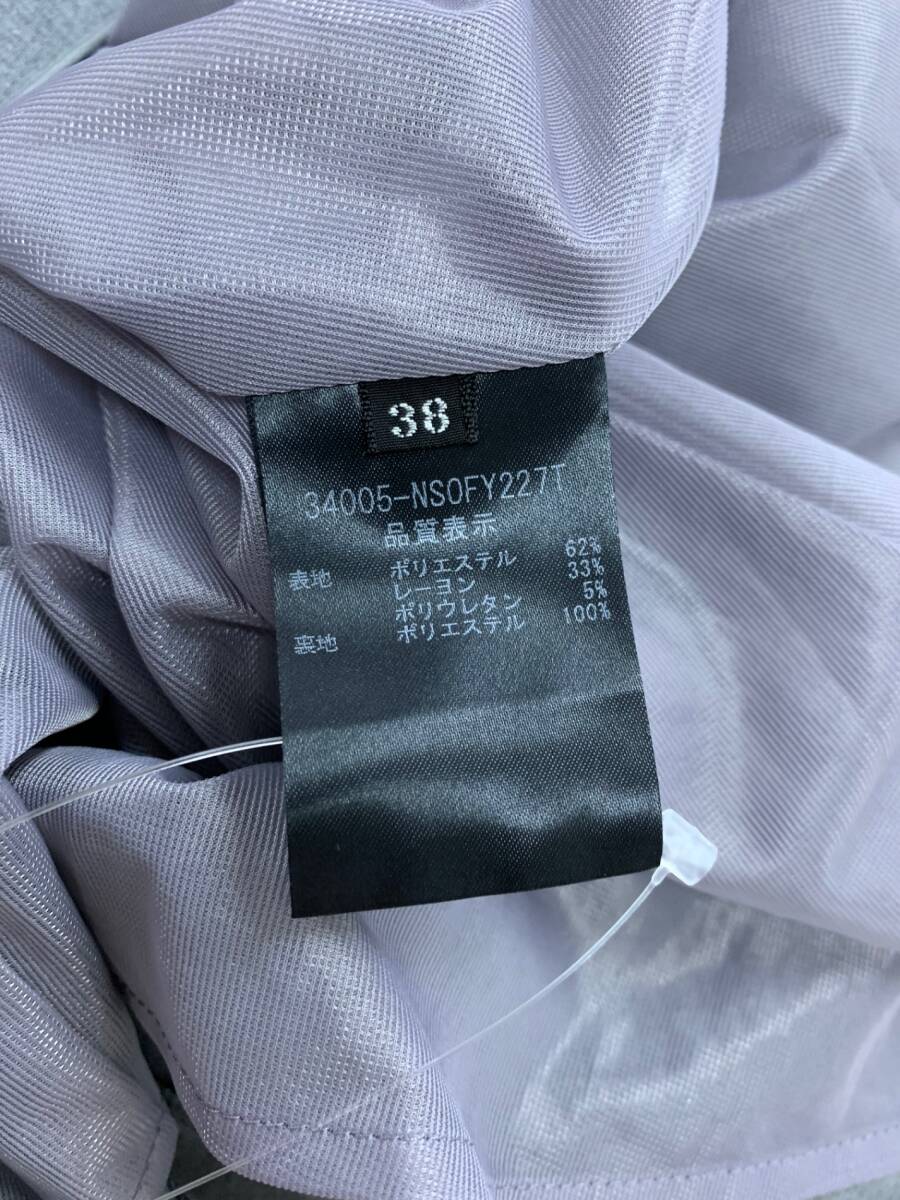 38
34005-NSOFY227T
品質表示
表地 ポリエステル 62%
レーヨン 33%
ポリウレタン 5%
裏地 ポリエステル 100%